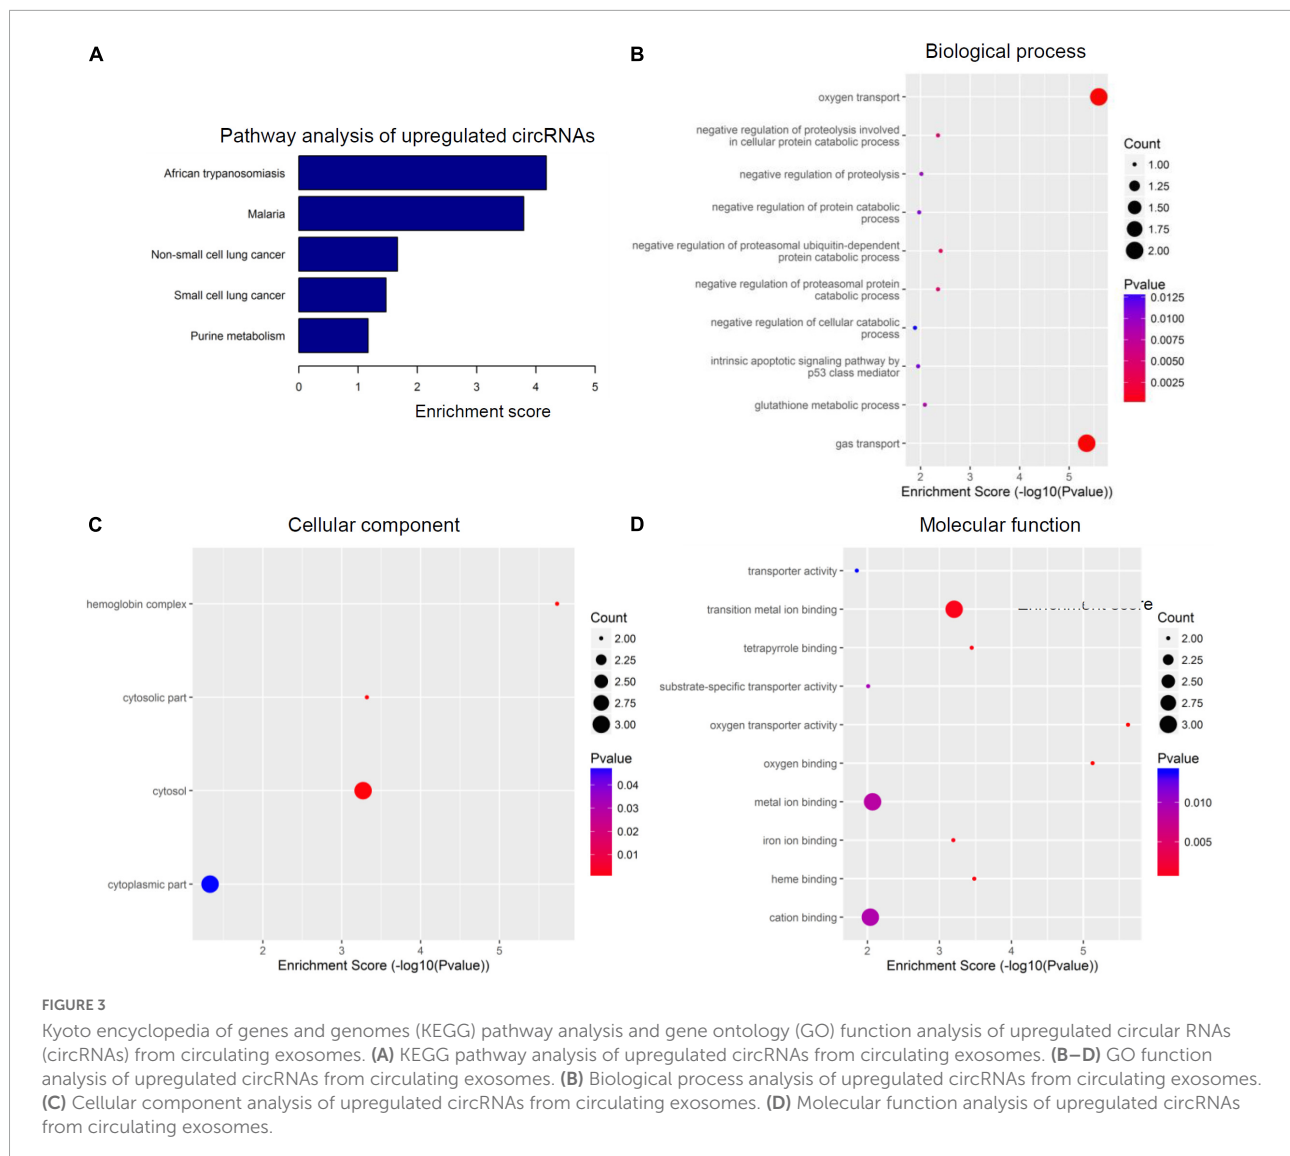 A
Pathway analysis of upregulated circRNAs
African trypanosomiasis
Malaria
Non-small cell lung cancer
Small cell lung cancer
Purine metabolism
0 1 2 3 4 5
Enrichment score
B
Biological process
oxygen transport
negative regulation of proteolysis involved
in cellular protein catabolic process
negative regulation of proteolysis
negative regulation of protein catabolic
process
negative regulation of proteasomal ubiquitin-dependent
protein catabolic process
negative regulation of proteasomal protein
catabolic process
negative regulation of cellular catabolic
process
intrinsic apoptotic signaling pathway by
p53 class mediator
glutathione metabolic process
gas transport
2 3 4 5
Enrichment Score (-log10(Pvalue))
Count
1.00
1.25
1.50
1.75
2.00
Pvalue
0.0125
0.0100
0.0075
0.0050
0.0025
C
Cellular component
hemoglobin complex
cytosolic part
cytosol
cytoplasmic part
2 3 4 5
Enrichment Score (-log10(Pvalue))
Count
2.00
2.25
2.50
2.75
3.00
Pvalue
0.04
0.03
0.02
0.01
D
Molecular function
transporter activity
transition metal ion binding
tetrapyrrole binding
substrate-specific transporter activity
oxygen transporter activity
oxygen binding
metal ion binding
iron ion binding
heme binding
cation binding
2 3 4 5
Enrichment Score (-log10(Pvalue))
Enrichment score
Count
2.00
2.25
2.50
2.75
3.00
Pvalue
0.010
0.005
FIGURE 3
Kyoto encyclopedia of genes and genomes (KEGG) pathway analysis and gene ontology (GO) function analysis of upregulated circular RNAs
(circRNAs) from circulating exosomes. (A) KEGG pathway analysis of upregulated circRNAs from circulating exosomes. (B–D) GO function
analysis of upregulated circRNAs from circulating exosomes. (B) Biological process analysis of upregulated circRNAs from circulating exosomes.
(C) Cellular component analysis of upregulated circRNAs from circulating exosomes. (D) Molecular function analysis of upregulated circRNAs
from circulating exosomes.